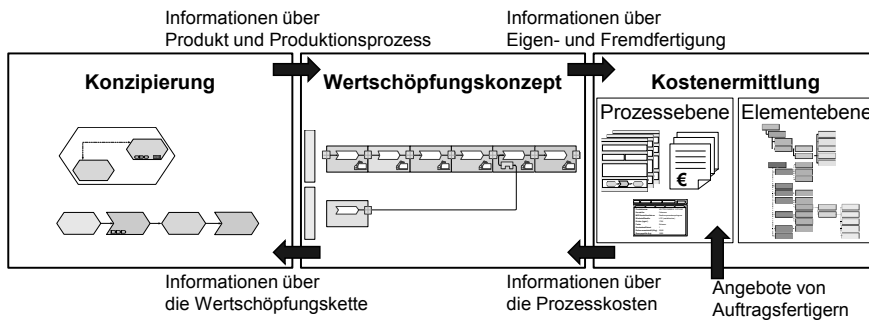 Informationen über
Produkt und Produktionsprozess
Informationen über
Eigen- und Fremdfertigung
Konzipierung
Wertschöpfungskonzept
Kostenermittlung
Prozessebene
Elementebene
€
Informationen über
die Wertschöpfungskette
Informationen über
die Prozesskosten
Angebote von
Auftragsfertigern